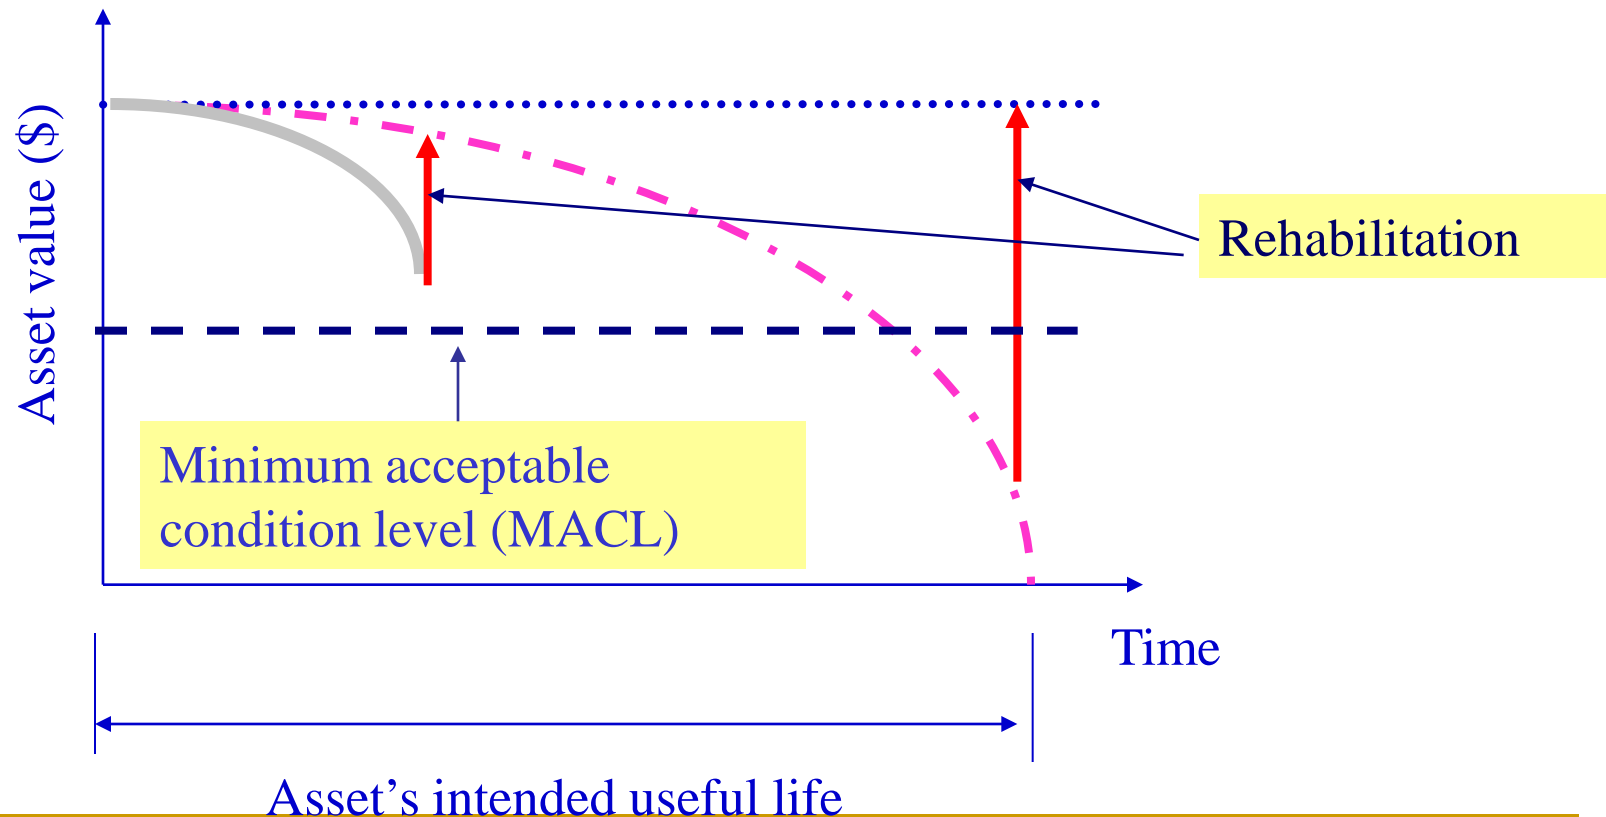 Asset value ($)
Rehabilitation
Minimum acceptable
condition level (MACL)
Time
Asset’s intended useful life